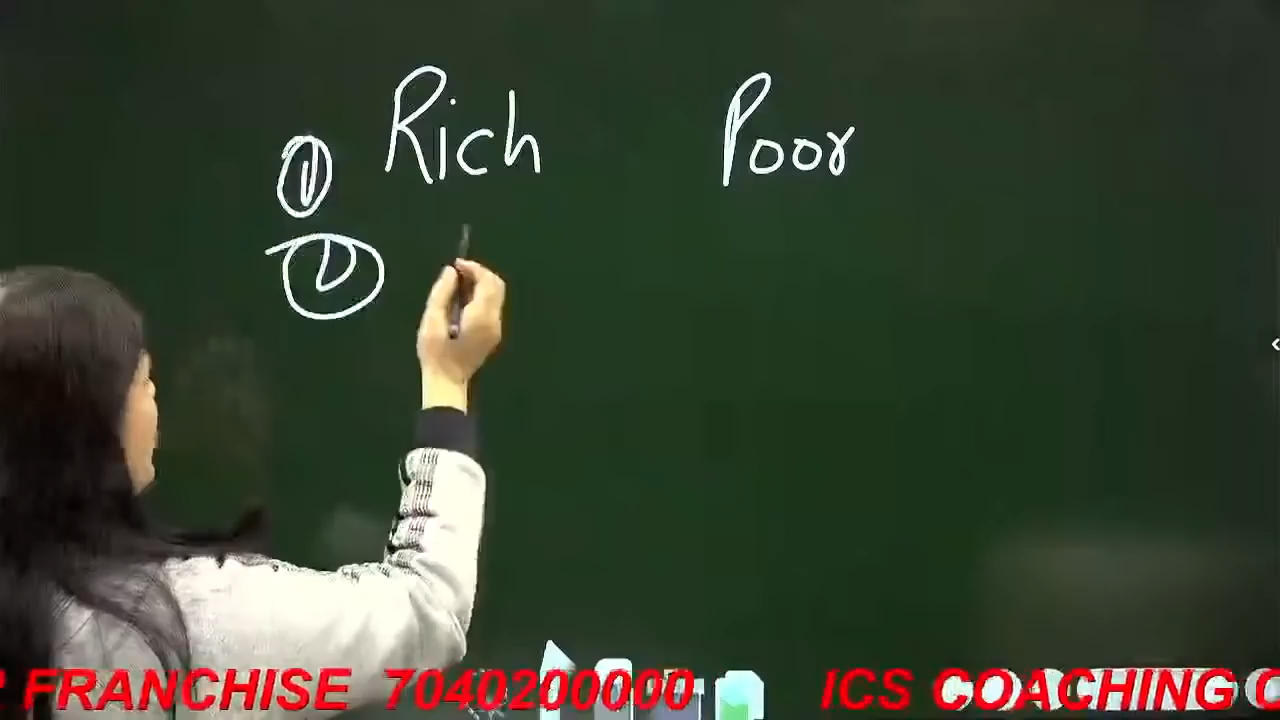 Rich Poor
①
②
FRANCHISE 7040200000 ICS COACHING